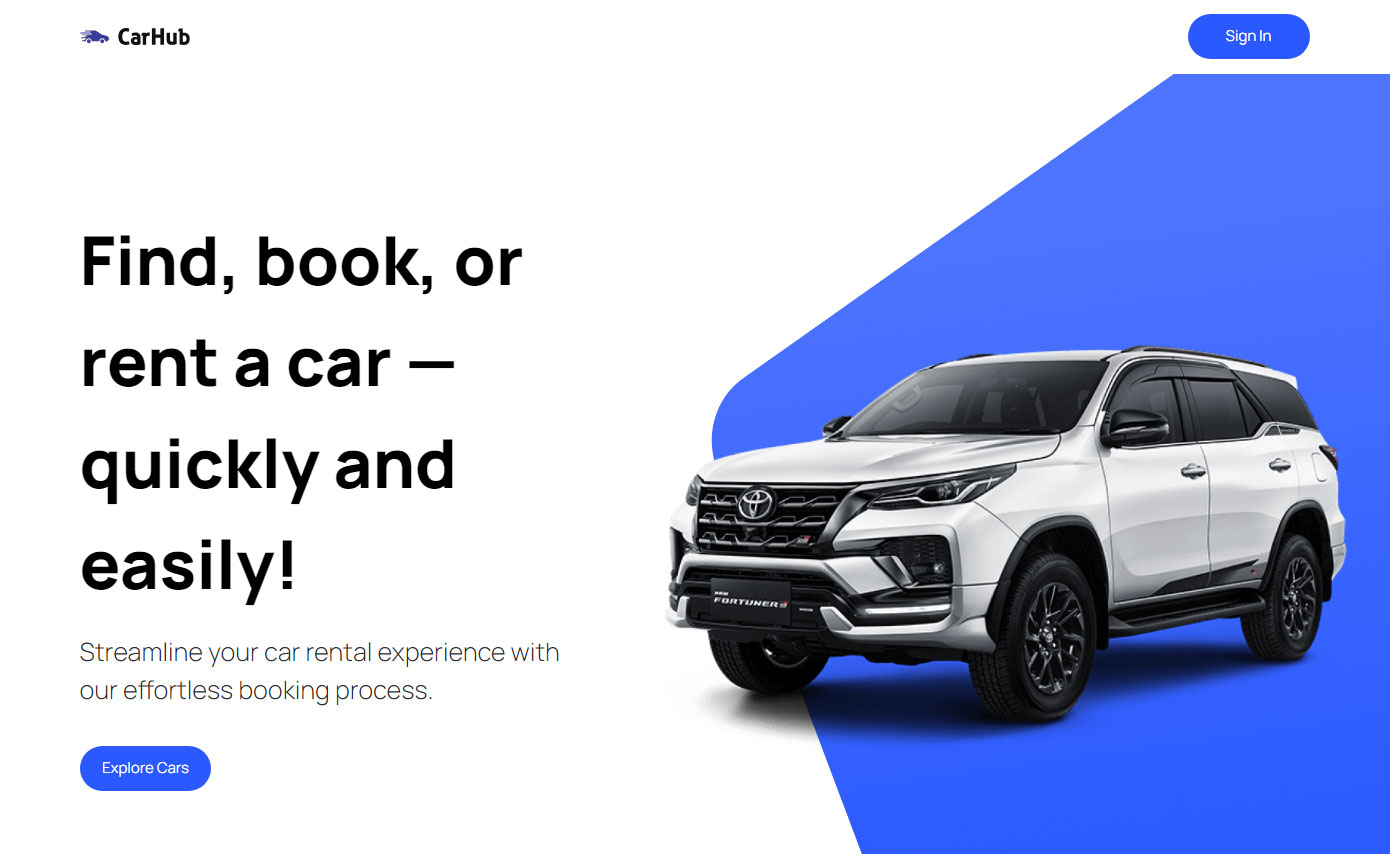 CarHub
Sign In
Find, book, or
rent a car —
quickly and
easily!
Streamline your car rental experience with
our effortless booking process.
Explore Cars
NEW
FORTUNER